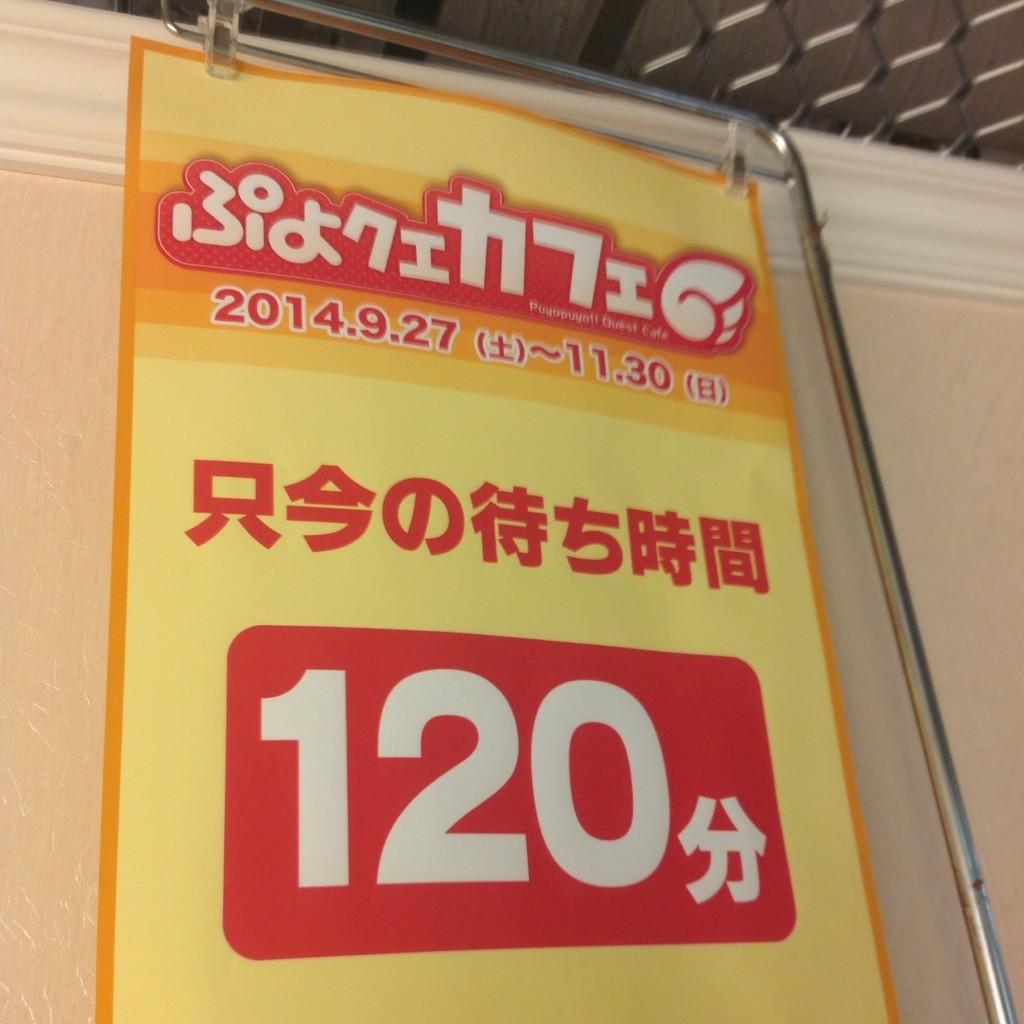 ぷよクエカフェ
Puyopuyo!! Quest Cafe
2014.9.27 (土)〜11.30 (日)
只今の待ち時間
120分